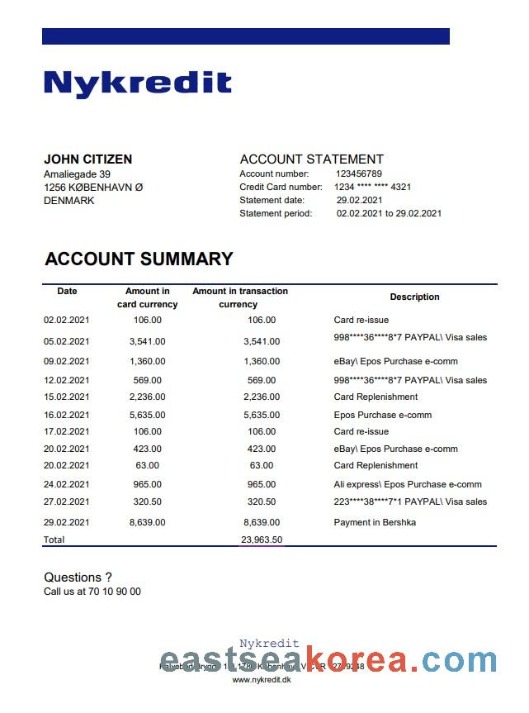 Nykredit
JOHN CITIZEN
Amaliegade 39
1256 KØBENHAVN Ø
DENMARK
ACCOUNT STATEMENT
Account number: 123456789
Credit Card number: 1234 **** **** 4321
Statement date: 29.02.2021
Statement period: 02.02.2021 to 29.02.2021
ACCOUNT SUMMARY
Date Amount in card currency Amount in transaction currency Description
02.02.2021 106.00 106.00 Card re-issue
05.02.2021 3,541.00 3,541.00 998****36****8*7 PAYPAL\ Visa sales
09.02.2021 1,360.00 1,360.00 eBay\ Epos Purchase e-comm
12.02.2021 569.00 569.00 998****36****8*7 PAYPAL\ Visa sales
15.02.2021 2,236.00 2,236.00 Card Replenishment
16.02.2021 5,635.00 5,635.00 Epos Purchase e-comm
17.02.2021 106.00 106.00 Card re-issue
20.02.2021 423.00 423.00 eBay\ Epos Purchase e-comm
20.02.2021 63.00 63.00 Card Replenishment
24.02.2021 965.00 965.00 Ali express\ Epos Purchase e-comm
27.02.2021 320.50 320.50 223****38****7*1 PAYPAL\ Visa sales
29.02.2021 8,639.00 8,639.00 Payment in Bershka
Total 23,963.50
Questions ?
Call us at 70 10 90 00
Nykredit
eastseakorea.com
www.nykredit.dk